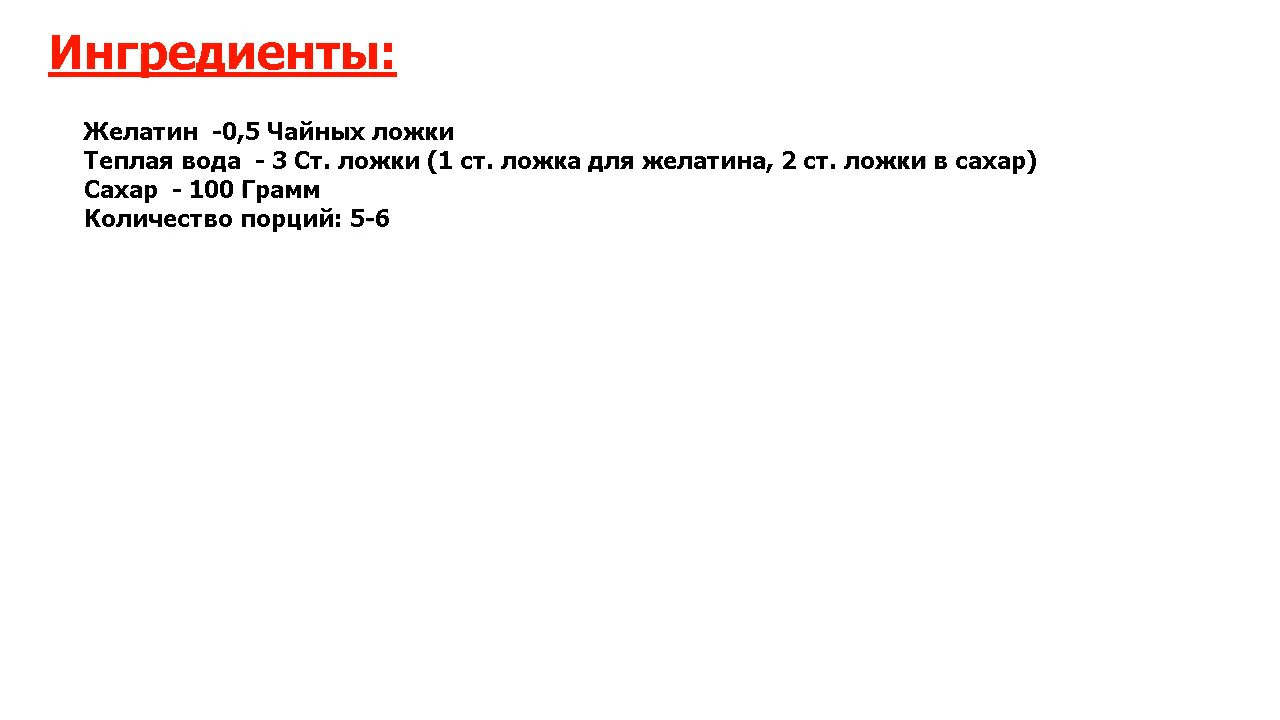 Ингредиенты:
Желатин  -0,5 Чайных ложки
Теплая вода  - 3 Ст. ложки (1 ст. ложка для желатина, 2 ст. ложки в сахар)
Сахар  - 100 Грамм
Количество порций: 5-6